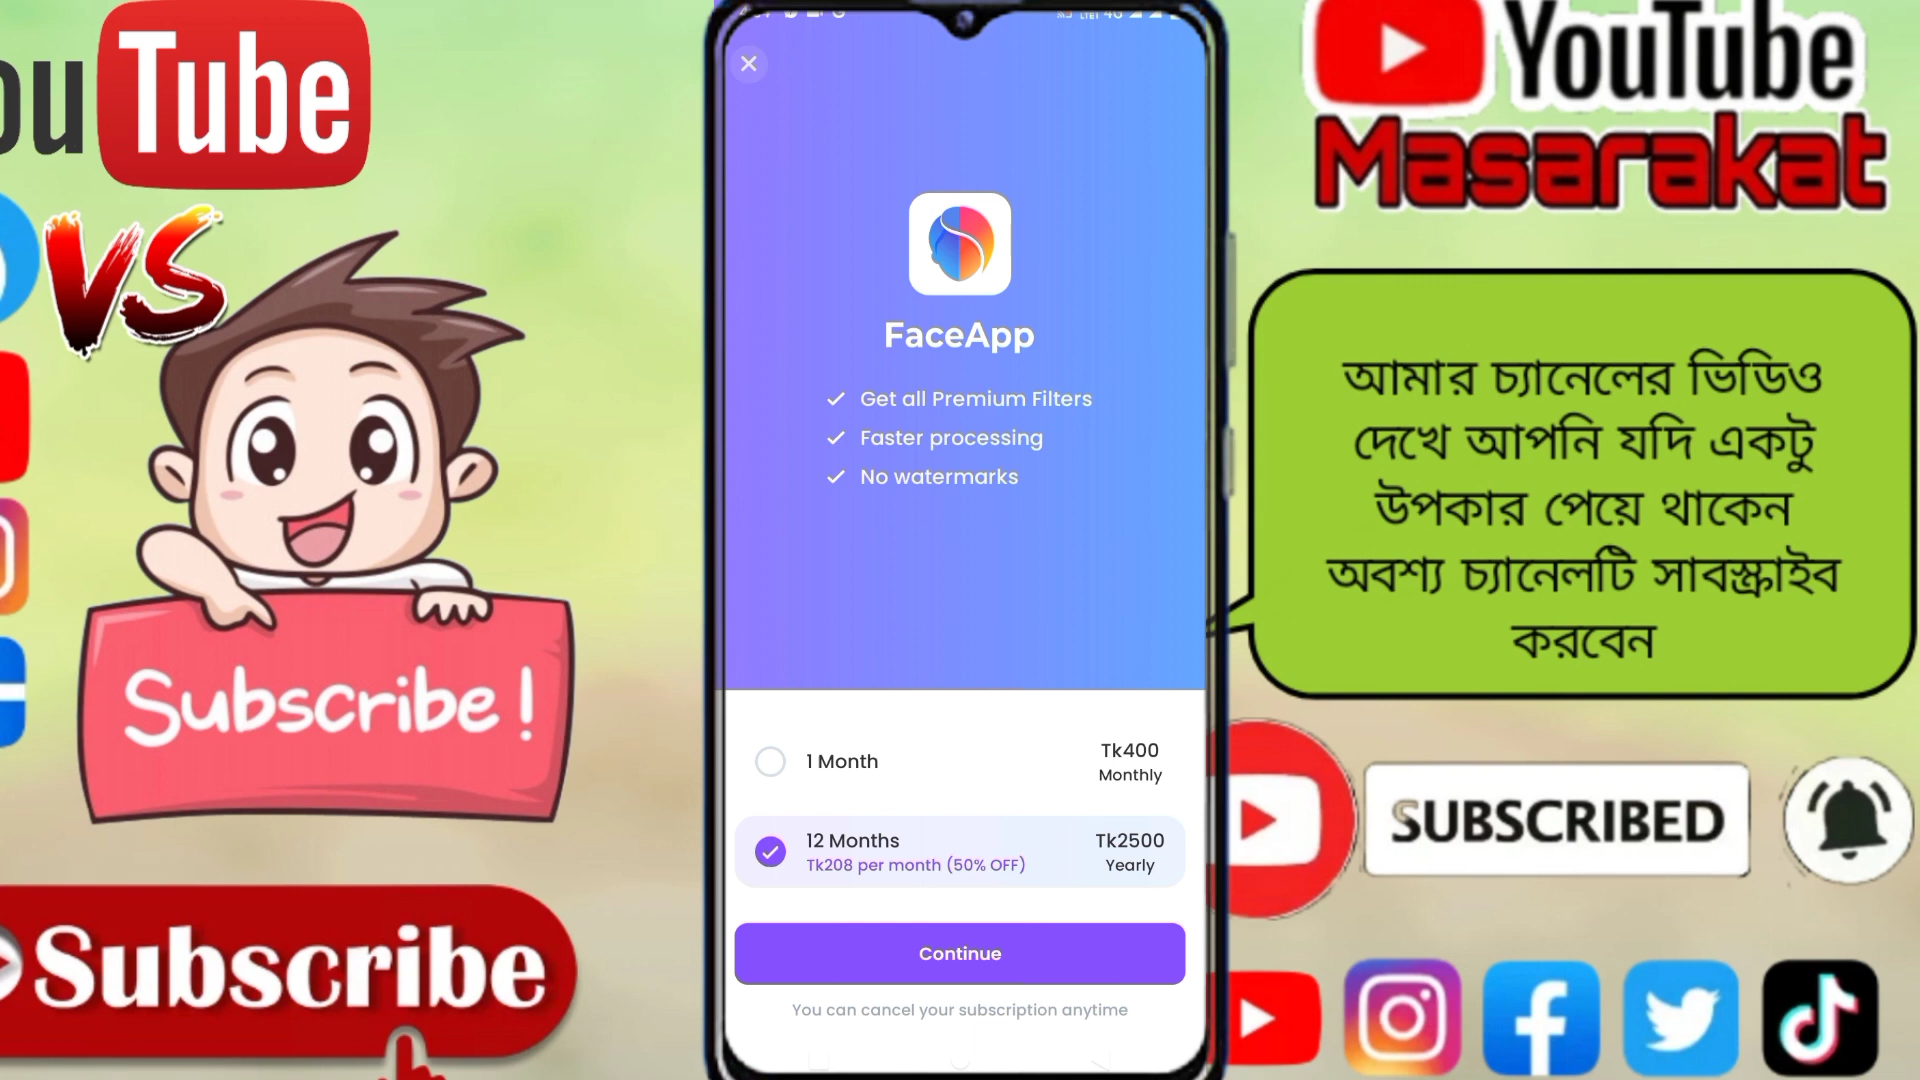 ou Tube
VS
Subscribe!
Subscribe
FaceApp
Get all Premium Filters
Faster processing
No watermarks
1 Month
Tk400
Monthly
12 Months
Tk208 per month (50% OFF)
Tk2500
Yearly
Continue
You can cancel your subscription anytime
YouTube
Masarakat
আমার চ্যানেলের ভিডিও
দেখে আপনি যদি একটু
উপকার পেয়ে থাকেন
অবশ্য চ্যানেলটি সাবস্ক্রাইব
করবেন
SUBSCRIBED